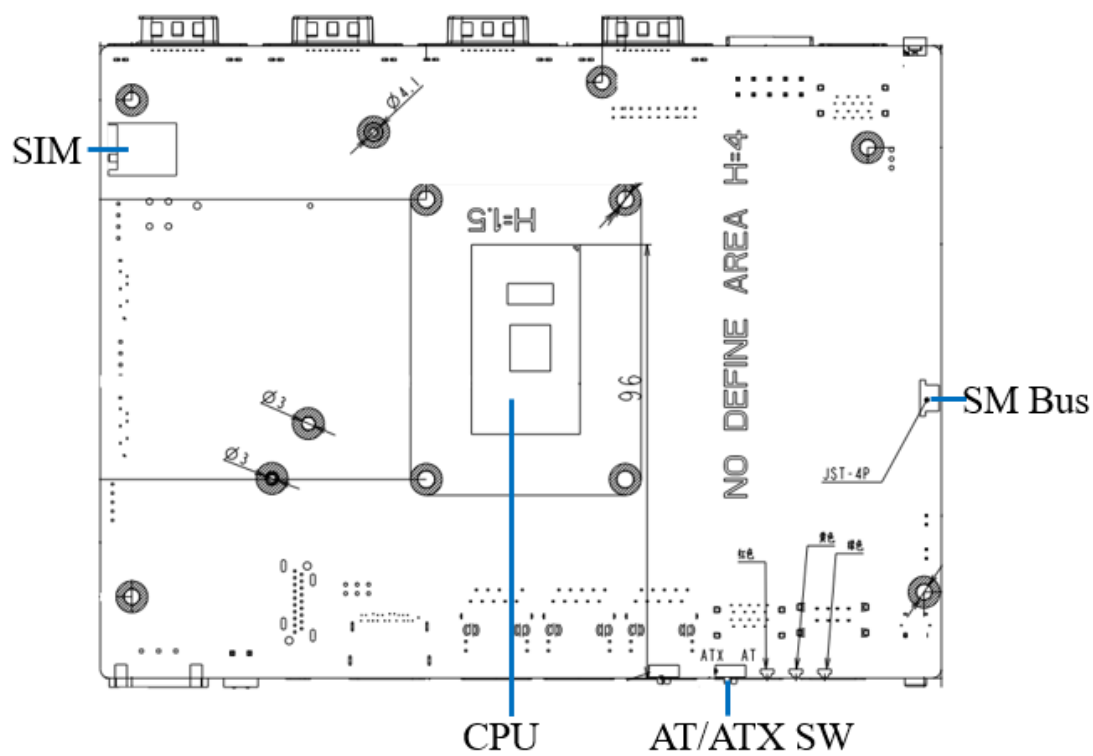 Ø4.1
SIM
H=1.5
NO DEFINE AREA H=4
96
Ø3
SM Bus
Ø3
JST-4P
黄色
红色
绿色
ATX AT
CPU
AT/ATX SW